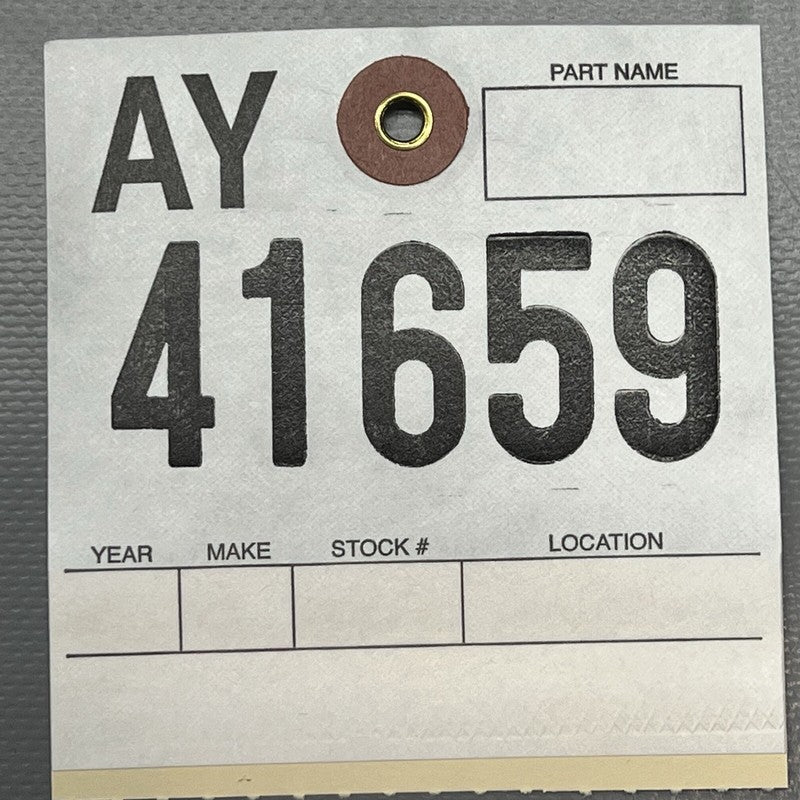 AY
PART NAME
41659
YEAR MAKE STOCK # LOCATION